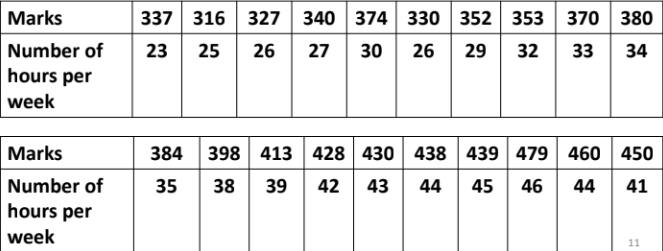 Marks 337 316 327 340 374 330 352 353 370 380
Number of 23 25 26 27 30 26 29 32 33 34
hours per
week
Marks 384 398 413 428 430 438 439 479 460 450
Number of 35 38 39 42 43 44 45 46 44 41
hours per
week
11